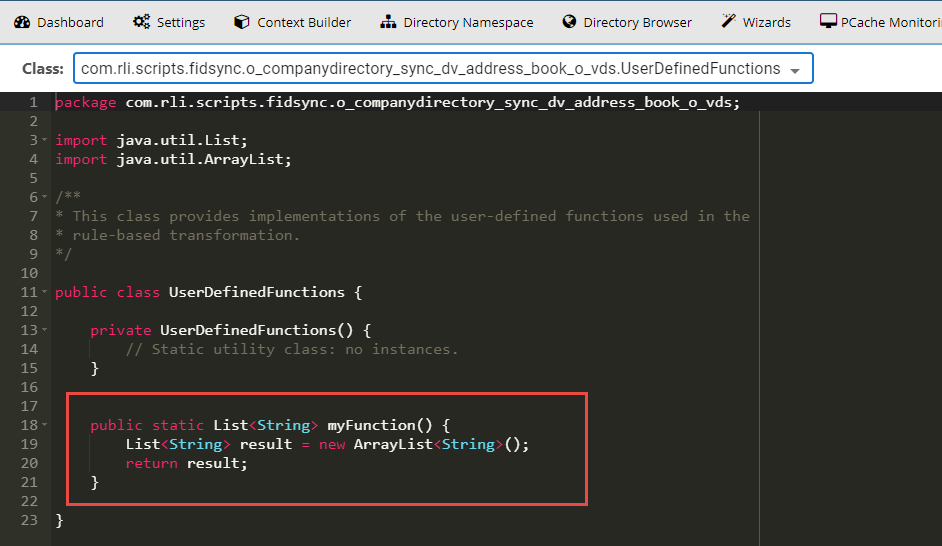 Dashboard Settings Context Builder Directory Namespace Directory Browser Wizards PCache Monitori
Class: com.rli.scripts.fidsync.o_companydirectory_sync_dv_address_book_o_vds.UserDefinedFunctions
1 package com.rli.scripts.fidsync.o_companydirectory_sync_dv_address_book_o_vds;
2
3 import java.util.List;
4 import java.util.ArrayList;
5
6 /**
7 * This class provides implementations of the user-defined functions used in the
8 * rule-based transformation.
9 */
10
11 public class UserDefinedFunctions {
12
13     private UserDefinedFunctions() {
14         // Static utility class: no instances.
15     }
16
17
18     public static List<String> myFunction() {
19         List<String> result = new ArrayList<String>();
20         return result;
21     }
22
23 }